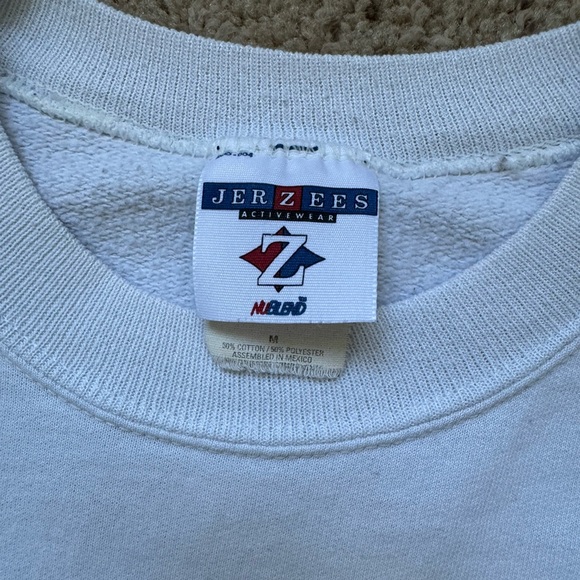 JERZEES
ACTIVEWEAR
Z
NUBLEND
M
50% COTTON / 50% POLYESTER
ASSEMBLED IN MEXICO